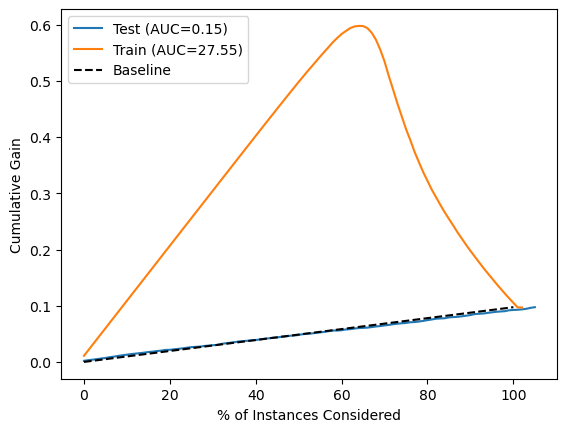 Test (AUC=0.15)
Train (AUC=27.55)
Baseline
0.6
0.5
0.4
0.3
0.2
0.1
0.0
Cumulative Gain
0 20 40 60 80 100
% of Instances Considered